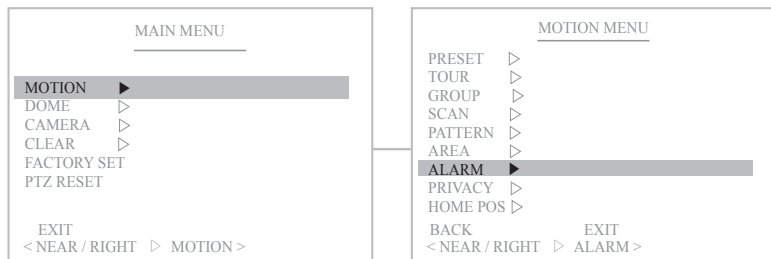 MAIN MENU
MOTION ▶
DOME ▷
CAMERA ▷
CLEAR ▷
FACTORY SET
PTZ RESET
EXIT
< NEAR / RIGHT ▷ MOTION >
MOTION MENU
PRESET ▷
TOUR ▷
GROUP ▷
SCAN ▷
PATTERN ▷
AREA ▷
ALARM ▶
PRIVACY ▷
HOME POS ▷
BACK EXIT
< NEAR / RIGHT ▷ ALARM >